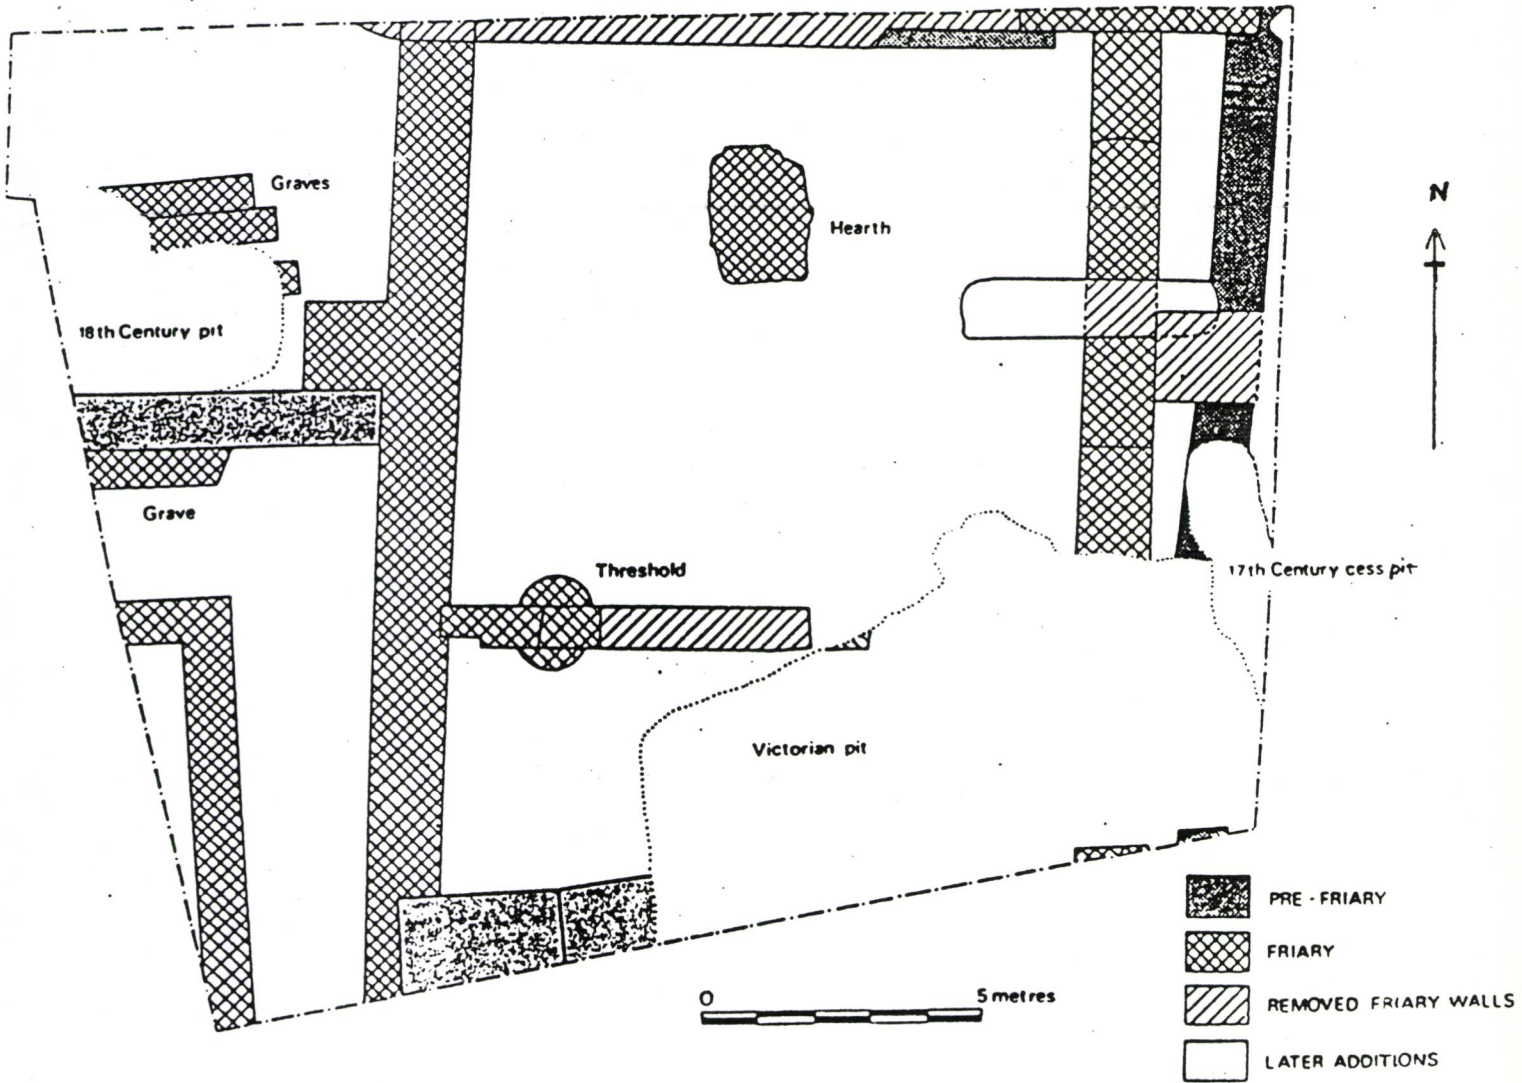 Graves
N
Hearth
18th Century pit
Grave
Threshold
17th Century cess pit
Victorian pit
PRE - FRIARY
FRIARY
0 5 metres
REMOVED FRIARY WALLS
LATER ADDITIONS